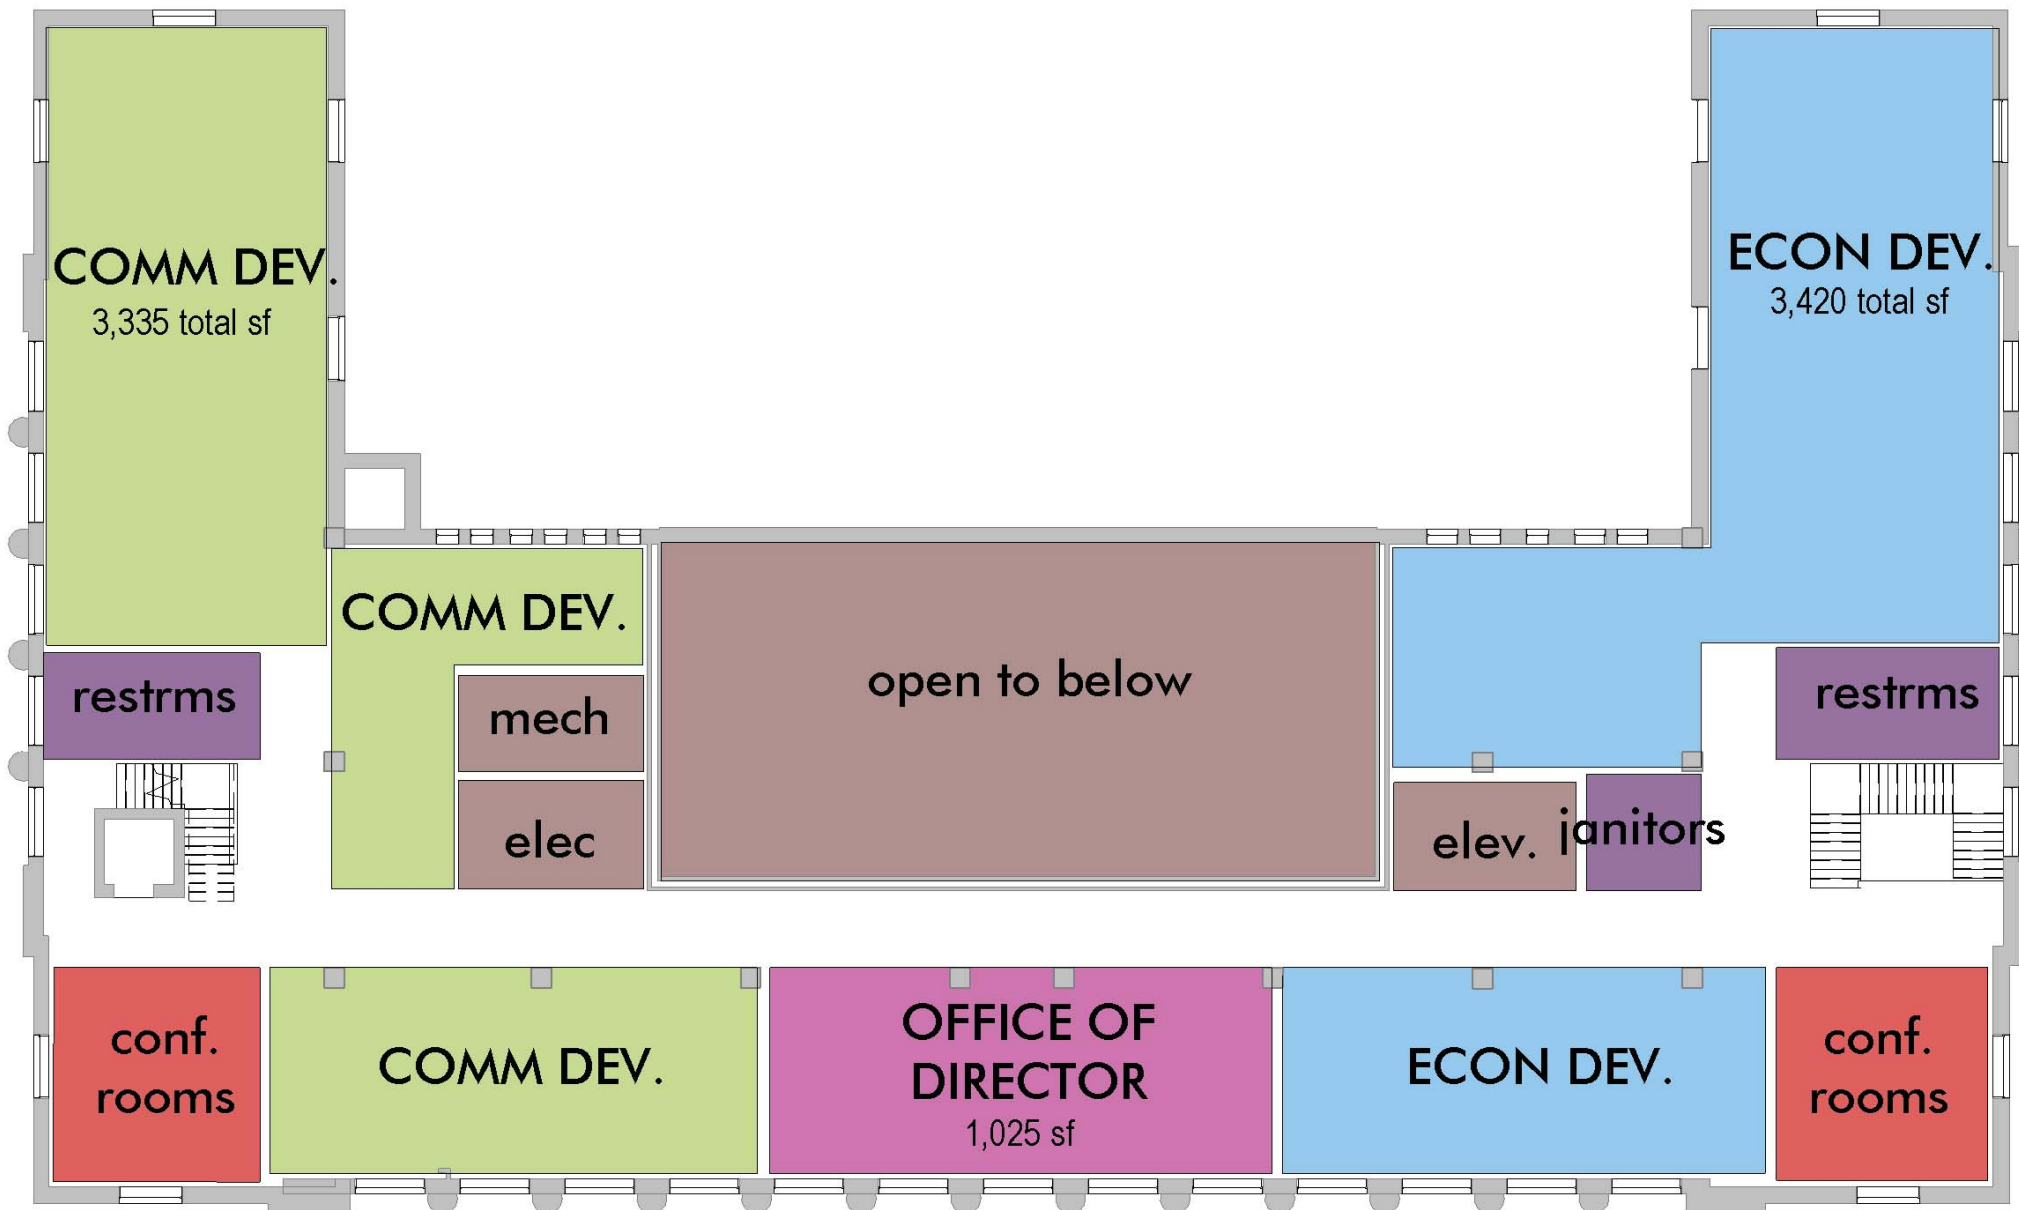 COMM DEV.
3,335 total sf
ECON DEV.
3,420 total sf
COMM DEV.
open to below
restrms
mech
restrms
elec
elev.
janitors
conf.
rooms
COMM DEV.
OFFICE OF
DIRECTOR
1,025 sf
ECON DEV.
conf.
rooms